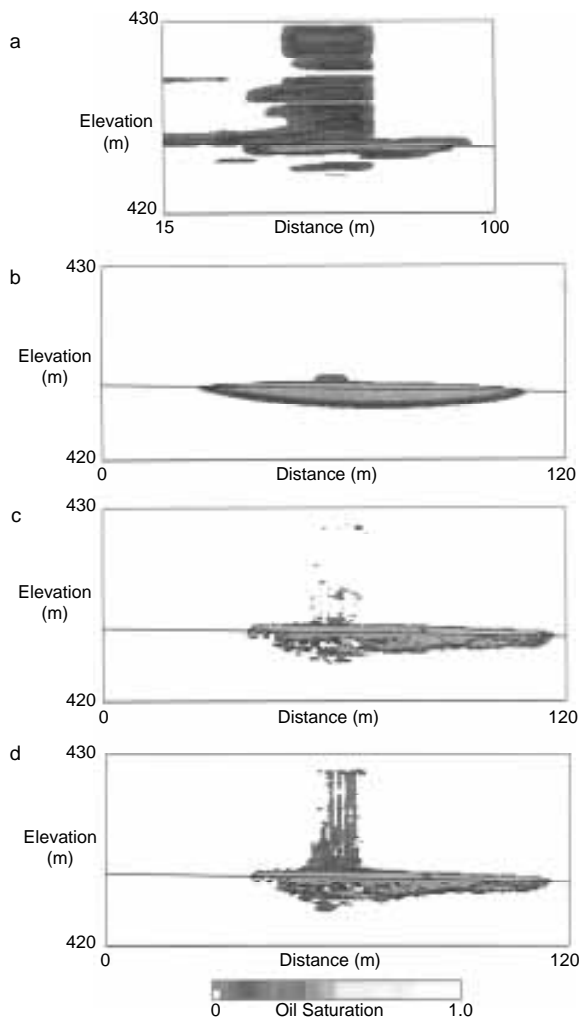 a
430
Elevation
(m)
420
15 Distance (m) 100
b
430
Elevation
(m)
420
0 Distance (m) 120
c
430
Elevation
(m)
420
0 Distance (m) 120
d
430
Elevation
(m)
420
0 Distance (m) 120
0 Oil Saturation 1.0